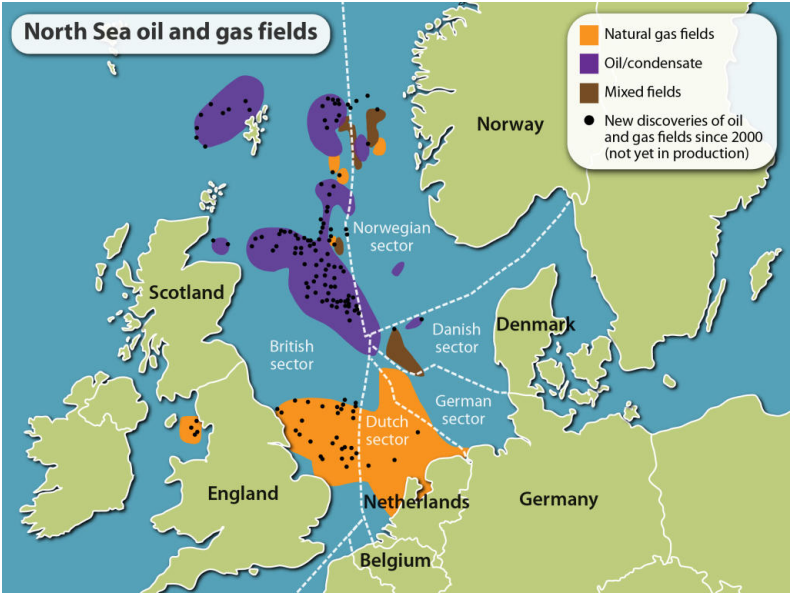 North Sea oil and gas fields
Natural gas fields
Oil/condensate
Mixed fields
New discoveries of oil
and gas fields since 2000
(not yet in production)
Norway
Norwegian
sector
Scotland
Danish
sector
Denmark
British
sector
German
sector
Dutch
sector
England
Netherlands
Germany
Belgium